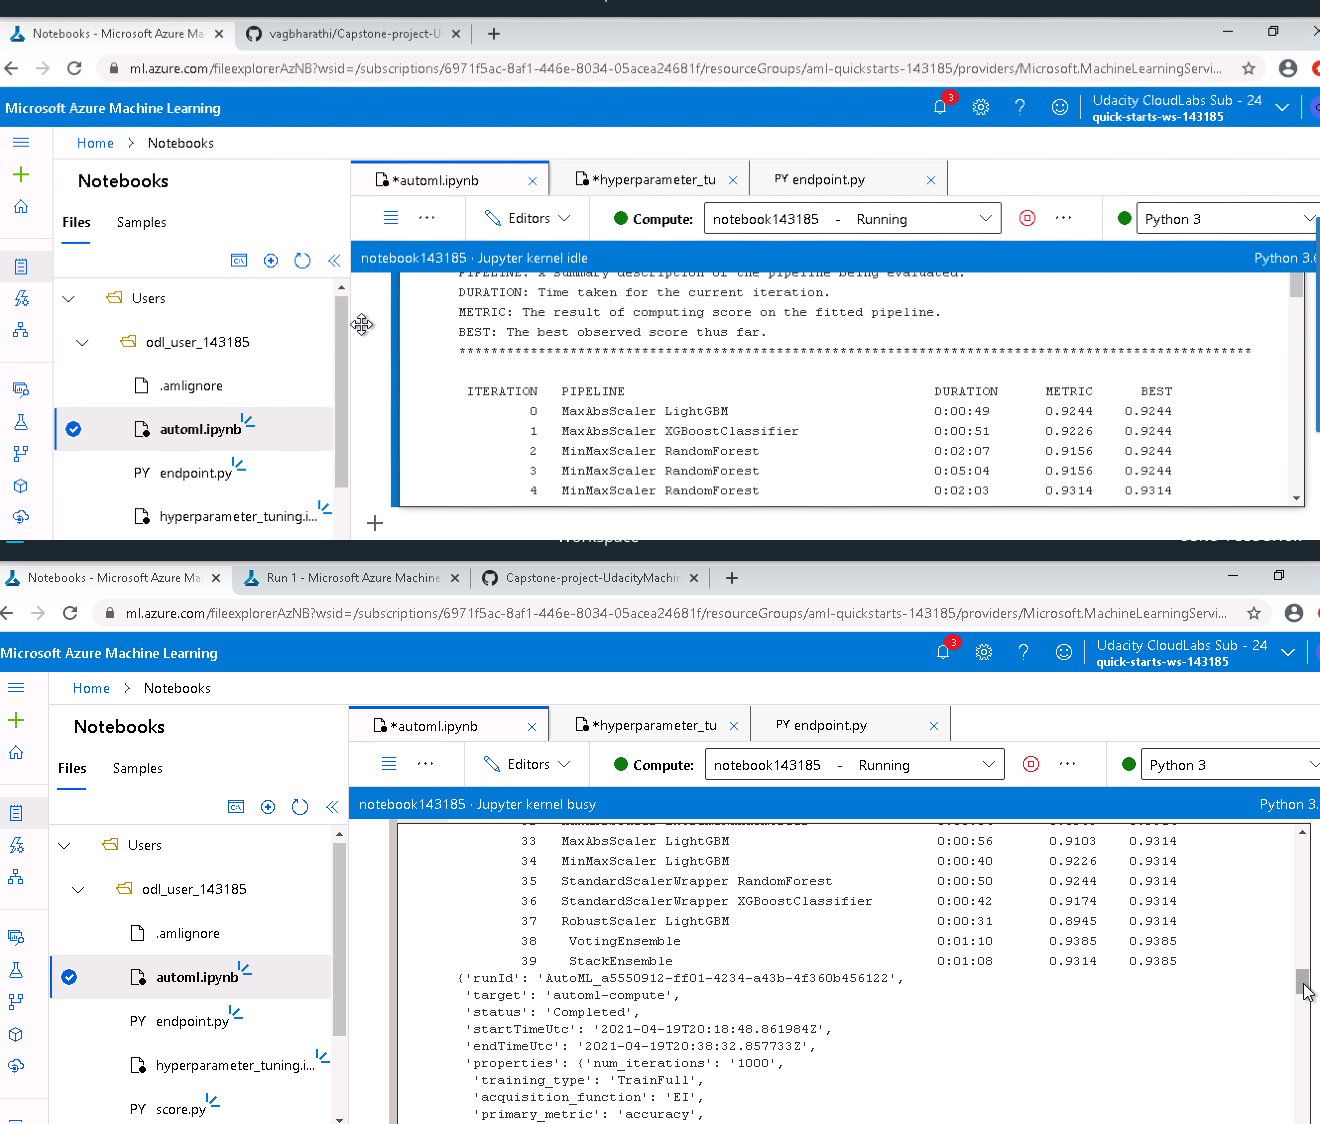 Notebooks - Microsoft Azure Ma
vagbharathi/Capstone-project-U
ml.azure.com/fileexplorerAzNB?wsid=/subscriptions/6971f5ac-8af1-446e-8034-05acea24681f/resourceGroups/aml-quickstarts-143185/providers/Microsoft.MachineLearningServi...
Microsoft Azure Machine Learning
3
Udacity CloudLabs Sub - 24
quick-starts-ws-143185
Home > Notebooks
Notebooks
*automl.ipynb
*hyperparameter_tu
PY endpoint.py
Files
Samples
Editors
Compute:
notebook143185 - Running
Python 3
notebook143185 · Jupyter kernel idle
Python 3.6
Users
odl_user_143185
.amlignore
automl.ipynb
PY endpoint.py
hyperparameter_tuning.i...
PIPELINE: A summary description of the pipeline being evaluated.
DURATION: Time taken for the current iteration.
METRIC: The result of computing score on the fitted pipeline.
BEST: The best observed score thus far.
****************************************************************************************************
ITERATION PIPELINE DURATION METRIC BEST
0 MaxAbsScaler LightGBM 0:00:49 0.9244 0.9244
1 MaxAbsScaler XGBoostClassifier 0:00:51 0.9226 0.9244
2 MinMaxScaler RandomForest 0:02:07 0.9156 0.9244
3 MinMaxScaler RandomForest 0:05:04 0.9156 0.9244
4 MinMaxScaler RandomForest 0:02:03 0.9314 0.9314
Workspace
Notebooks - Microsoft Azure Ma
Run 1 - Microsoft Azure Machine
Capstone-project-UdacityMachin
ml.azure.com/fileexplorerAzNB?wsid=/subscriptions/6971f5ac-8af1-446e-8034-05acea24681f/resourceGroups/aml-quickstarts-143185/providers/Microsoft.MachineLearningServi...
Microsoft Azure Machine Learning
3
Udacity CloudLabs Sub - 24
quick-starts-ws-143185
Home > Notebooks
Notebooks
*automl.ipynb
*hyperparameter_tu
PY endpoint.py
Files
Samples
Editors
Compute:
notebook143185 - Running
Python 3
notebook143185 · Jupyter kernel busy
Python 3.
Users
odl_user_143185
.amlignore
automl.ipynb
PY endpoint.py
hyperparameter_tuning.i...
PY score.py
33 MaxAbsScaler LightGBM 0:00:56 0.9103 0.9314
34 MinMaxScaler LightGBM 0:00:40 0.9226 0.9314
35 StandardScalerWrapper RandomForest 0:00:50 0.9244 0.9314
36 StandardScalerWrapper XGBoostClassifier 0:00:42 0.9174 0.9314
37 RobustScaler LightGBM 0:00:31 0.8945 0.9314
38 VotingEnsemble 0:01:10 0.9385 0.9385
39 StackEnsemble 0:01:08 0.9314 0.9385
{'runId': 'AutoML_a5550912-ff01-4234-a43b-4f360b456122',
'target': 'automl-compute',
'status': 'Completed',
'startTimeUtc': '2021-04-19T20:18:48.861984Z',
'endTimeUtc': '2021-04-19T20:38:32.857733Z',
'properties': {'num_iterations': '1000',
'training_type': 'TrainFull',
'acquisition_function': 'EI',
'primary_metric': 'accuracy',